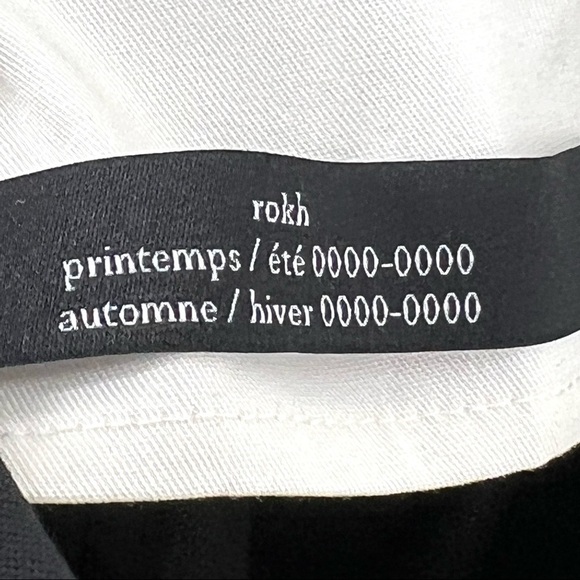 rokh
printemps / été 0000-0000
automne / hiver 0000-0000